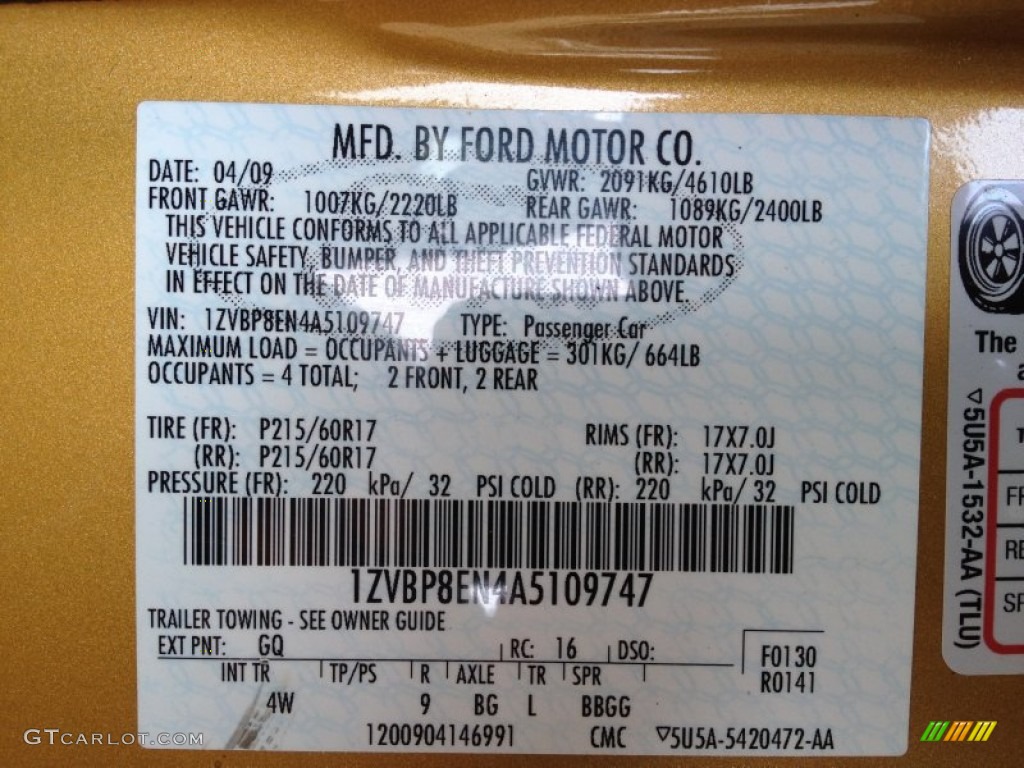 MFD. BY FORD MOTOR CO.
DATE: 04/09
GVWR: 2091KG/4610LB
FRONT GAWR: 1007KG/2220LB
REAR GAWR: 1089KG/2400LB
THIS VEHICLE CONFORMS TO ALL APPLICABLE FEDERAL MOTOR
VEHICLE SAFETY, BUMPER, AND THEFT PREVENTION STANDARDS
IN EFFECT ON THE DATE OF MANUFACTURE SHOWN ABOVE.
VIN: 1ZVBP8EN4A5109747 TYPE: Passenger Car
MAXIMUM LOAD = OCCUPANTS + LUGGAGE = 301KG/ 664LB
OCCUPANTS = 4 TOTAL; 2 FRONT, 2 REAR
TIRE (FR): P215/60R17 RIMS (FR): 17X7.0J
(RR): P215/60R17 (RR): 17X7.0J
PRESSURE (FR): 220 kPa/ 32 PSI COLD (RR): 220 kPa/ 32 PSI COLD
1ZVBP8EN4A5109747
TRAILER TOWING - SEE OWNER GUIDE
EXT PNT: GQ RC: 16 DSO:
F0130
R0141
INT TR TP/PS R AXLE TR SPR
4W 9 BG L BBGG
1200904146991 CMC ▽5U5A-5420472-AA
The
▽5U5A-1532-AA (TLU)
GTCARLOT.COM